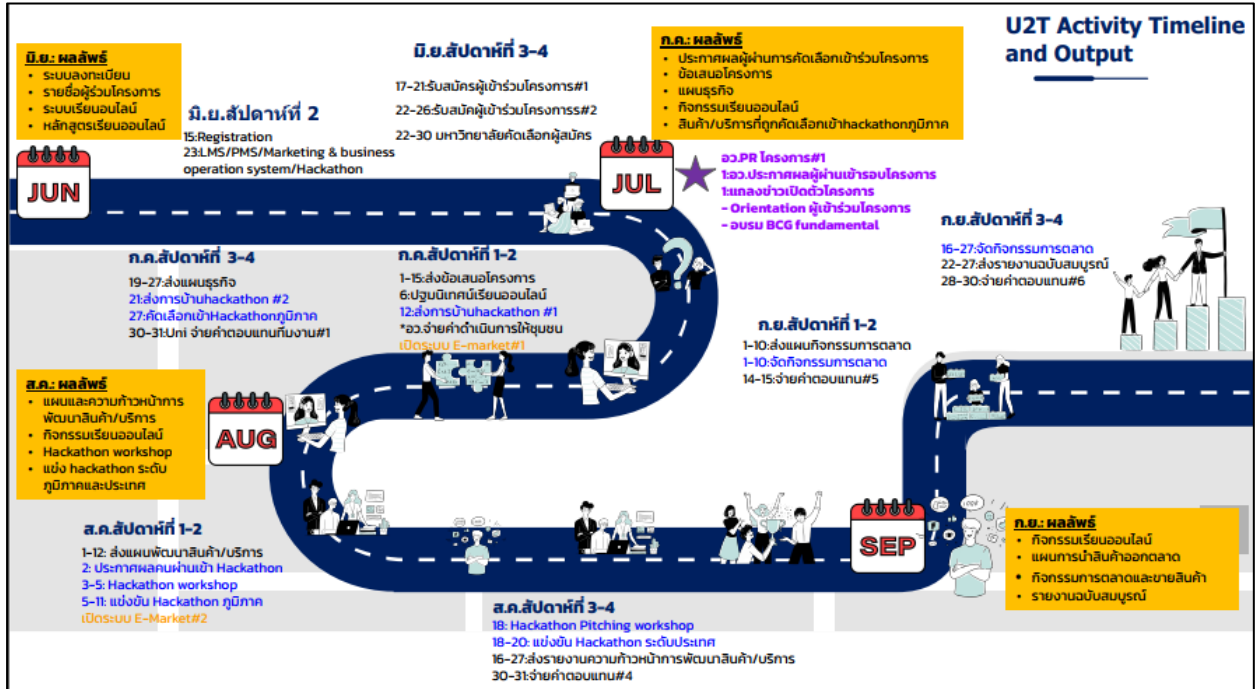 U2T Activity Timeline
and Output
มิ.ย.: ผลลัพธ์
• ระบบลงทะเบียน
• รายชื่อผู้ร่วมโครงการ
• ระบบเรียนอนไลน์
• หลักสูตรเรียนออนไลน์
JUN
มิ.ย.สัปดาห์ที่ 2
15:Registration
23:LMS/PMS/Marketing & business
operation system/Hackathon
มิ.ย.สัปดาห์ที่ 3-4
17-21:รับสมัครผู้เข้าร่วมโครงการ#1
22-26:รับสมัคผู้เข้าร่วมโครงการs#2
22-30 มหาวิทยาลัยคัดเลือกผู้สมัคร
ก.ค.: ผลลัพธ์
• ประกาศผลผู้ผ่านการคัดเลือกเข้าร่วมโครงการ
• ข้อเสนอโครงการ
• แผนธุรกิจ
• กิจกรรมเรียนออนไลน์
• สินค้า/บริการที่ถูกคัดเลือกเข้าhackathonภูมิภาค
JUL
อว.PR โครงการ#1
1:อว.ประกาศผลผู้ผ่านเข้ารอบโครงการ
1:แถลงข่าวเปิดตัวโครงการ
- Orientation ผู้เข้าร่วมโครงการ
- อบรม BCG fundamental
ก.ค.สัปดาห์ที่ 1-2
1-15:ส่งข้อเสนอโครงการ
6:ปฐมนิเทศน์เรียนออนไลน์
12:ส่งการบ้านhackathon #1
*อว.จ่ายค่าดำเนินการให้ชุมชน
เปิดระบบ E-market#1
ก.ค.สัปดาห์ที่ 3-4
19-27:ส่งแผนธุรกิจ
21:ส่งการบ้านhackathon #2
27:คัดเลือกเข้าHackathonภูมิภาค
30-31:Uni จ่ายค่าตอบแทนทีมงาน#1
ส.ค.: ผลลัพธ์
• แผนและความก้าวหน้าการ
พัฒนาสินค้า/บริการ
• กิจกรรมเรียนออนไลน์
• Hackathon workshop
• แข่ง hackathon ระดับ
ภูมิภาคและประเทศ
AUG
ส.ค.สัปดาห์ที่ 1-2
1-12: ส่งแผนพัฒนาสินค้า/บริการ
2: ประกาศผลคนผ่านเข้า Hackathon
3-5: Hackathon workshop
5-11: แข่งขัน Hackathon ภูมิภาค
เปิดระบบ E-Market#2
ส.ค.สัปดาห์ที่ 3-4
18: Hackathon Pitching workshop
18-20: แข่งขัน Hackathon ระดับประเทศ
16-27:ส่งรายงานความก้าวหน้าการพัฒนาสินค้า/บริการ
30-31:จ่ายค่าตอบแทน#4
SEP
ก.ย.: ผลลัพธ์
• กิจกรรมเรียนออนไลน์
• แผนการนำสินค้าออกตลาด
• กิจกรรมการตลาดและขายสินค้า
• รายงานฉบับสมบูรณ์
ก.ย.สัปดาห์ที่ 1-2
1-10:ส่งแผนกิจกรรมการตลาด
1-10:จัดกิจกรรมการตลาด
14-15:จ่ายค่าตอบแทน#5
ก.ย.สัปดาห์ที่ 3-4
16-27:จัดกิจกรรมการตลาด
22-27:ส่งรายงานฉบับสมบูรณ์
28-30:จ่ายค่าตอบแทน#6